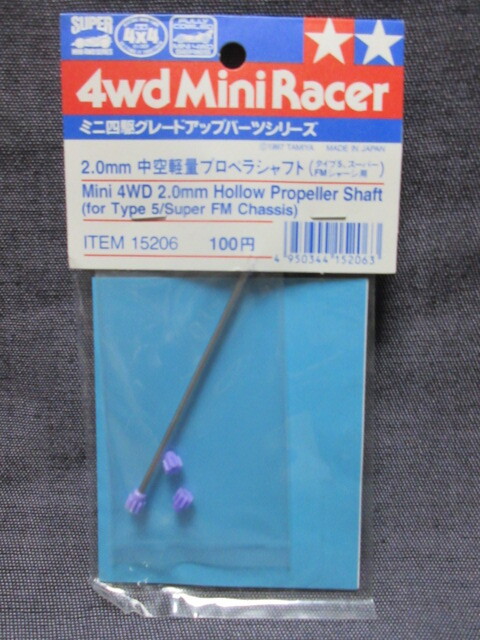 SUPER
4X4
4wd Mini Racer
ミニ四駆グレードアップパーツシリーズ
©1997 TAMIYA MADE IN JAPAN
2.0mm 中空軽量プロペラシャフト(タイプ5、スーパーFMシャーシ用)
Mini 4WD 2.0mm Hollow Propeller Shaft
(for Type 5/Super FM Chassis)
ITEM 15206 100円
4 950344 152063